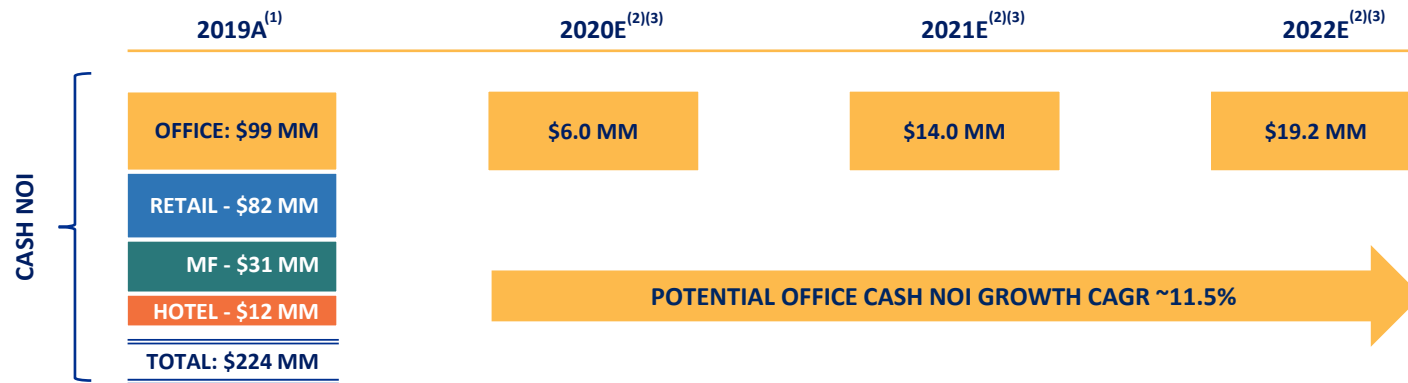 2019A(1) 2020E(2)(3) 2021E(2)(3) 2022E(2)(3)
CASH NOI
OFFICE: $99 MM $6.0 MM $14.0 MM $19.2 MM
RETAIL - $82 MM
MF - $31 MM
POTENTIAL OFFICE CASH NOI GROWTH CAGR ~11.5%
HOTEL - $12 MM
TOTAL: $224 MM